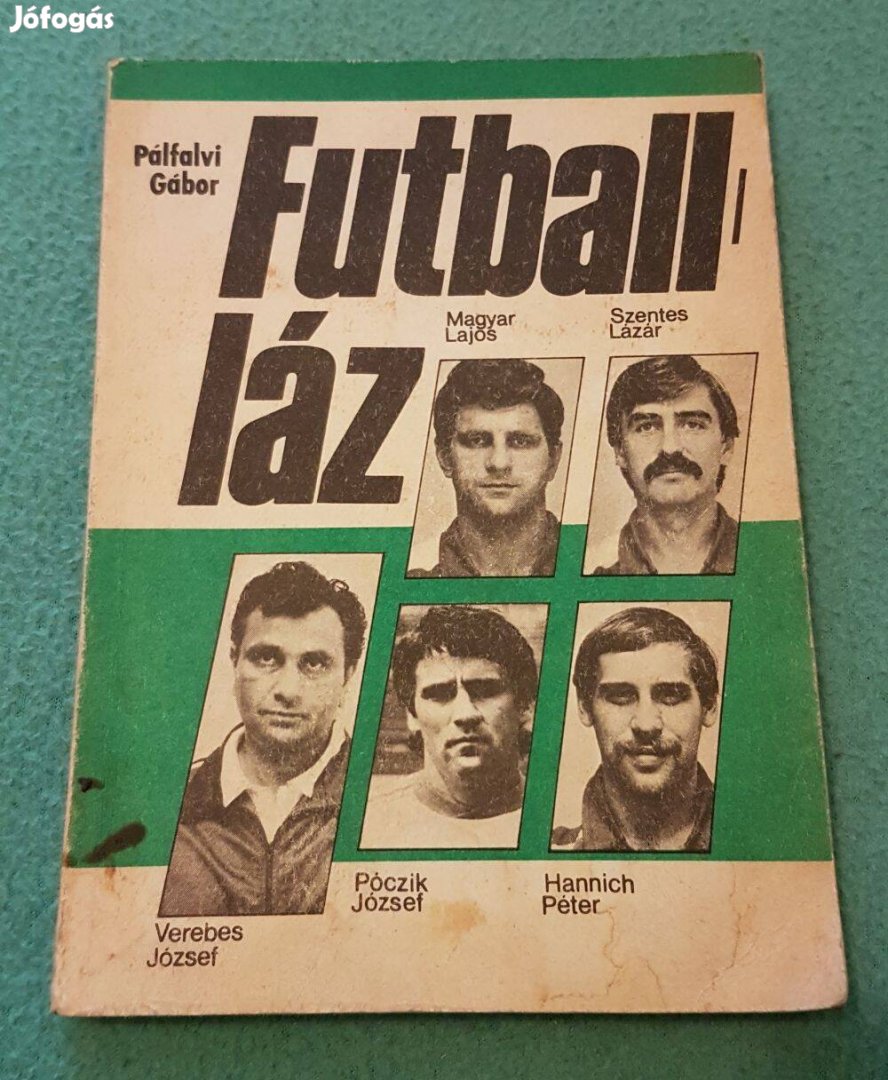 Jófogás
Pálfalvi
Gábor
Futball
láz
Magyar
Lajos
Szentes
Lázár
Verebes
József
Póczik
József
Hannich
Péter